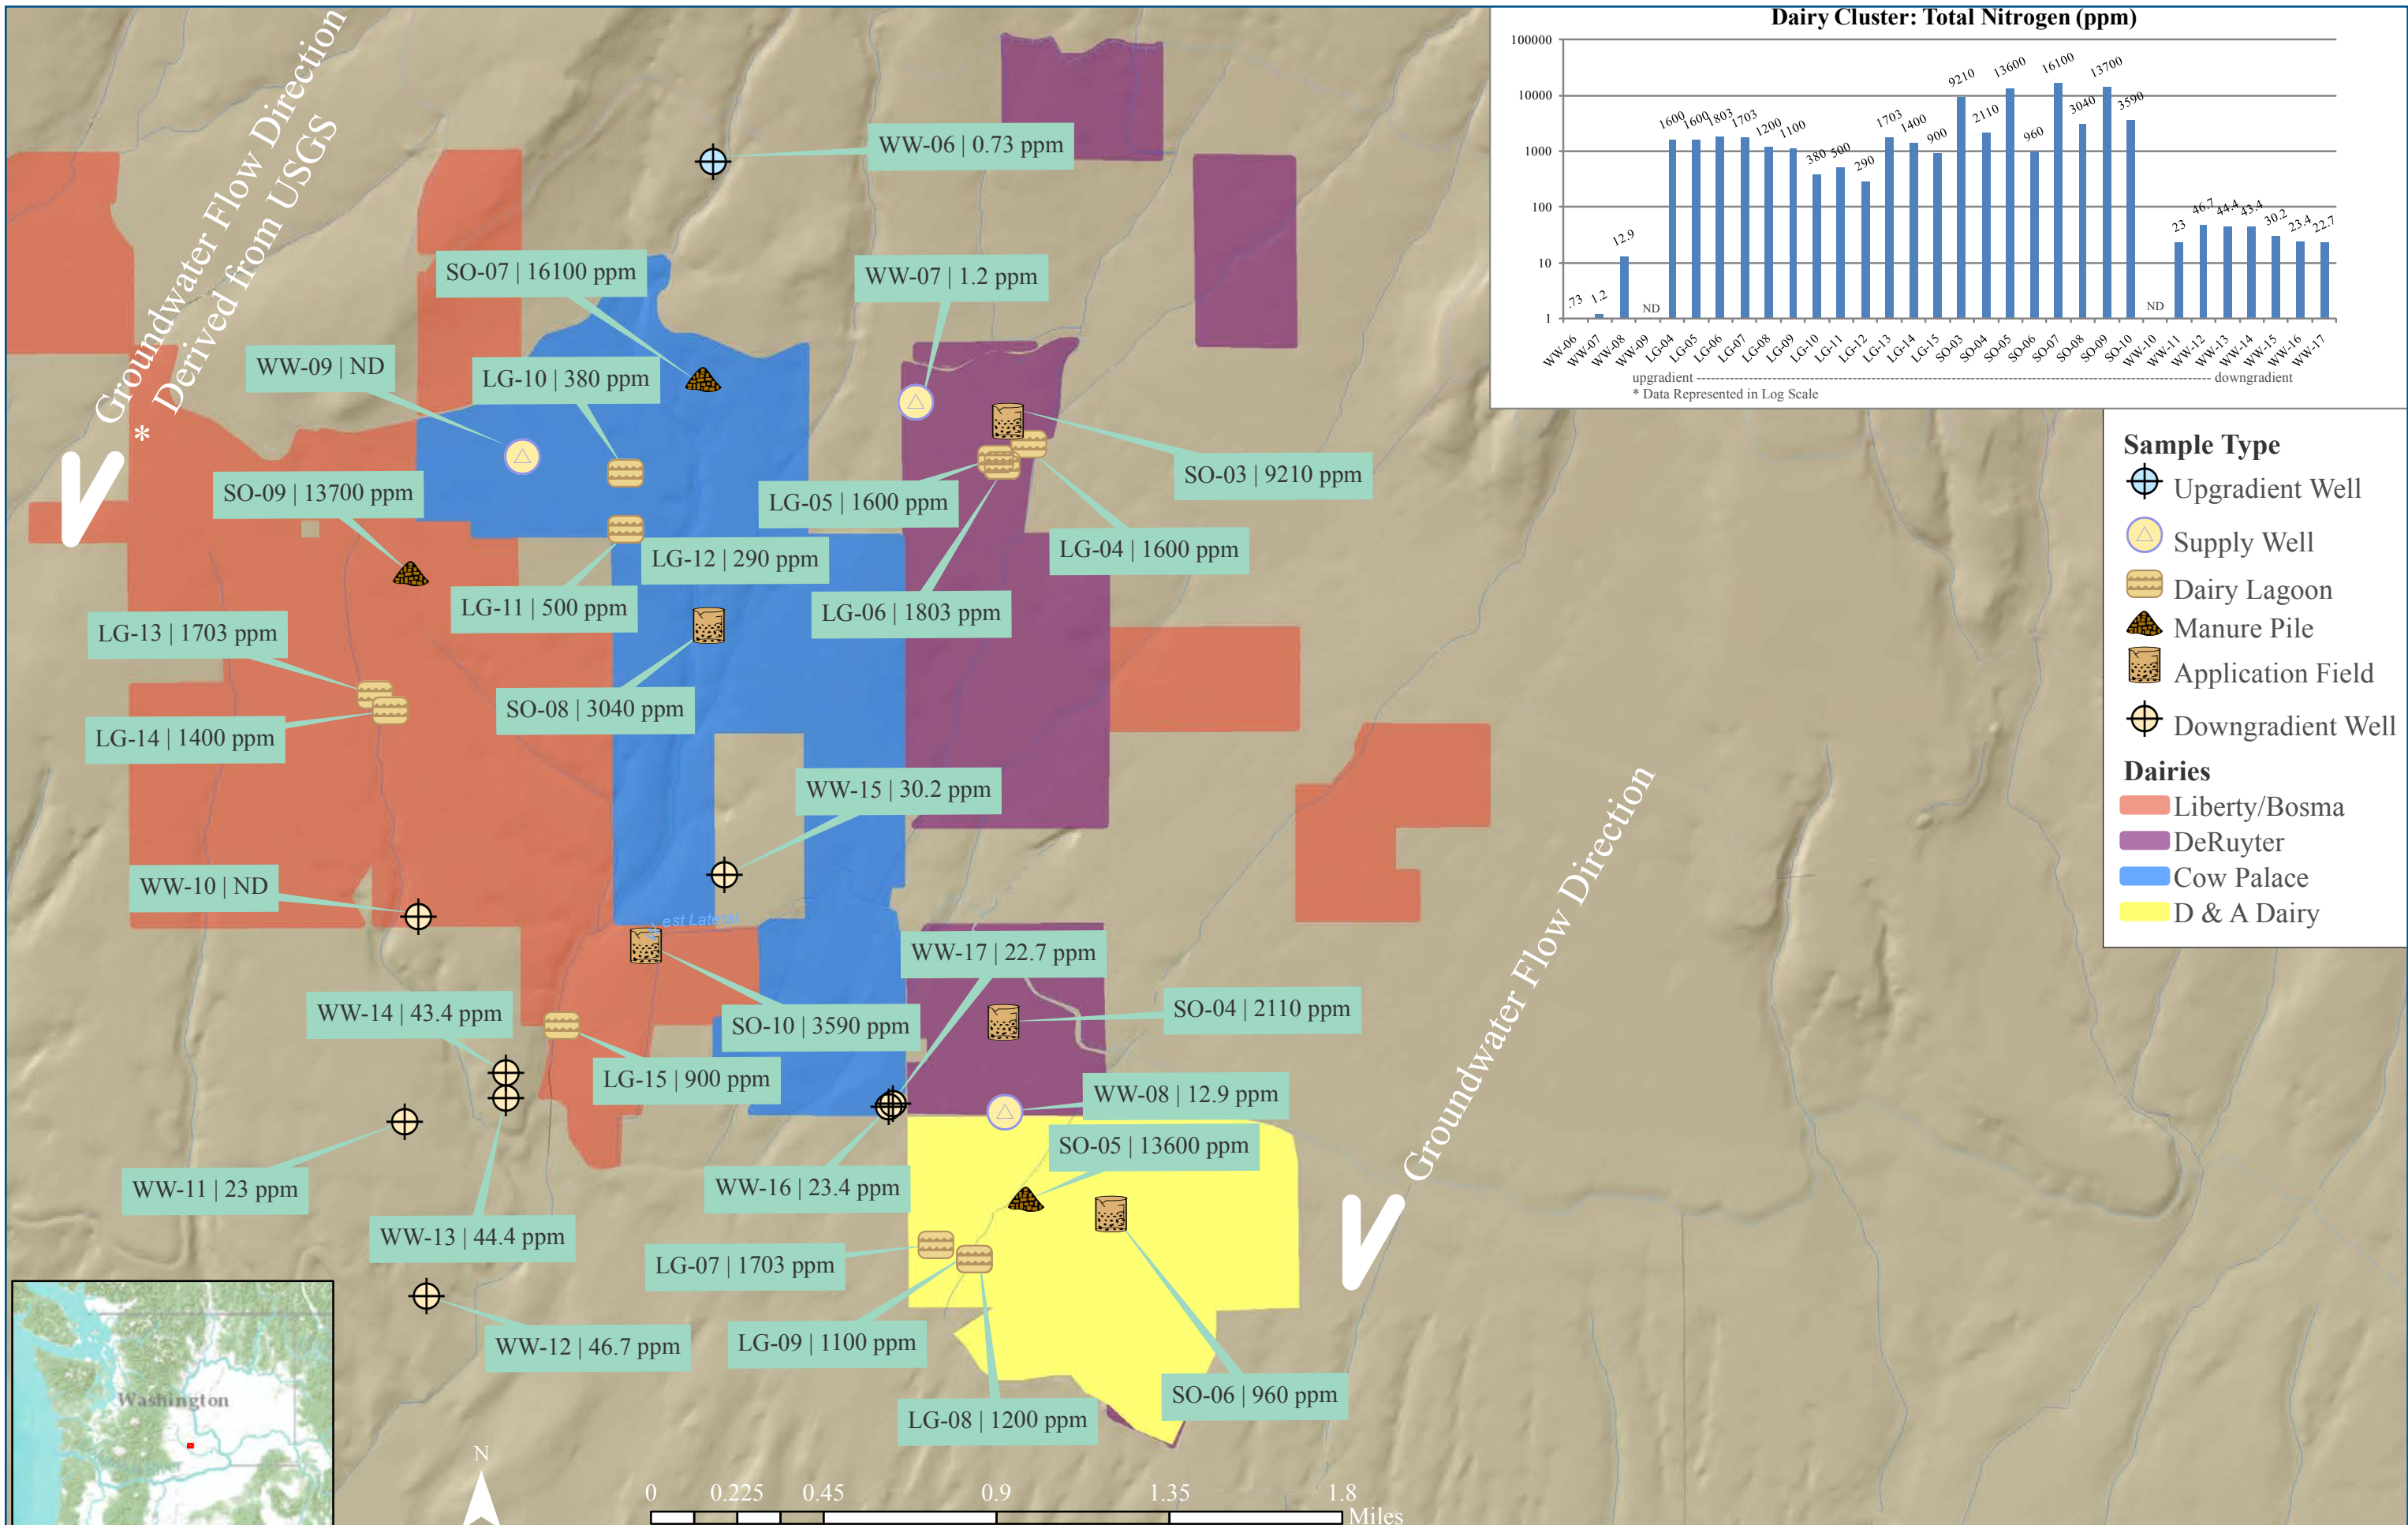 Groundwater Flow Direction
* Derived from USGS
WW-06 | 0.73 ppm
SO-07 | 16100 ppm
WW-07 | 1.2 ppm
WW-09 | ND
LG-10 | 380 ppm
SO-09 | 13700 ppm
LG-05 | 1600 ppm
SO-03 | 9210 ppm
LG-12 | 290 ppm
LG-04 | 1600 ppm
LG-11 | 500 ppm
LG-06 | 1803 ppm
LG-13 | 1703 ppm
SO-08 | 3040 ppm
LG-14 | 1400 ppm
WW-15 | 30.2 ppm
WW-10 | ND
est Lateral
WW-17 | 22.7 ppm
WW-14 | 43.4 ppm
SO-10 | 3590 ppm
SO-04 | 2110 ppm
LG-15 | 900 ppm
WW-08 | 12.9 ppm
SO-05 | 13600 ppm
WW-11 | 23 ppm
WW-16 | 23.4 ppm
WW-13 | 44.4 ppm
LG-07 | 1703 ppm
WW-12 | 46.7 ppm
LG-09 | 1100 ppm
SO-06 | 960 ppm
LG-08 | 1200 ppm
Groundwater Flow Direction
Washington
N
0 0.225 0.45 0.9 1.35 1.8
Miles
Dairy Cluster: Total Nitrogen (ppm)
100000
10000
1000
100
10
1
.73 1.2 12.9 ND 1600 1600 1803 1703 1200 1100 380 500 290 1703 1400 900 9210 2110 13600 960 16100 3040 13700 3590 ND 23 46.7 44.4 43.4 30.2 23.4 22.7
WW-06 WW-07 WW-08 WW-09 LG-04 LG-05 LG-06 LG-07 LG-08 LG-09 LG-10 LG-11 LG-12 LG-13 LG-14 LG-15 SO-03 SO-04 SO-05 SO-06 SO-07 SO-08 SO-09 SO-10 WW-10 WW-11 WW-12 WW-13 WW-14 WW-15 WW-16 WW-17
upgradient ---------- downgradient
* Data Represented in Log Scale
Sample Type
Upgradient Well
Supply Well
Dairy Lagoon
Manure Pile
Application Field
Downgradient Well
Dairies
Liberty/Bosma
DeRuyter
Cow Palace
D & A Dairy